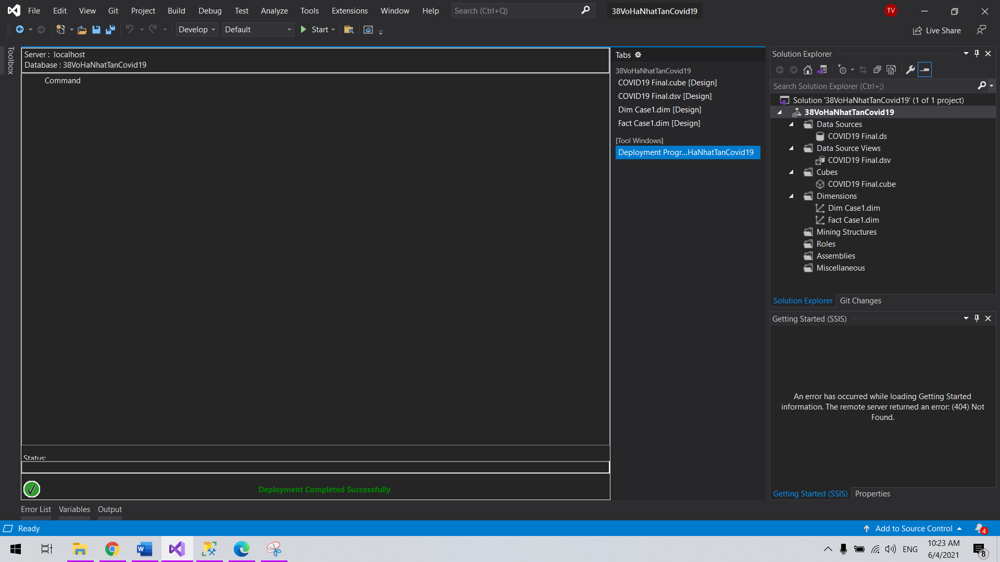 File Edit View Git Project Build Debug Test Analyze Tools Extensions Window Help Search (Ctrl+Q) 38VoHaNhatTanCovid19 TV
Develop Default Start Live Share
Toolbox
Server : localhost
Database : 38VoHaNhatTanCovid19
Command
Status:
Deployment Completed Successfully
Tabs
38VoHaNhatTanCovid19
COVID19 Final.cube [Design]
COVID19 Final.dsv [Design]
Dim Case1.dim [Design]
Fact Case1.dim [Design]
[Tool Windows]
Deployment Progr...HaNhatTanCovid19
Solution Explorer
Search Solution Explorer (Ctrl+;)
Solution '38VoHaNhatTanCovid19' (1 of 1 project)
38VoHaNhatTanCovid19
Data Sources
COVID19 Final.ds
Data Source Views
COVID19 Final.dsv
Cubes
COVID19 Final.cube
Dimensions
Dim Case1.dim
Fact Case1.dim
Mining Structures
Roles
Assemblies
Miscellaneous
Solution Explorer Git Changes
Getting Started (SSIS)
An error has occurred while loading Getting Started
information. The remote server returned an error: (404) Not
Found.
Getting Started (SSIS) Properties
Error List Variables Output
Ready Add to Source Control 4
ENG 10:23 AM
6/4/2021 8